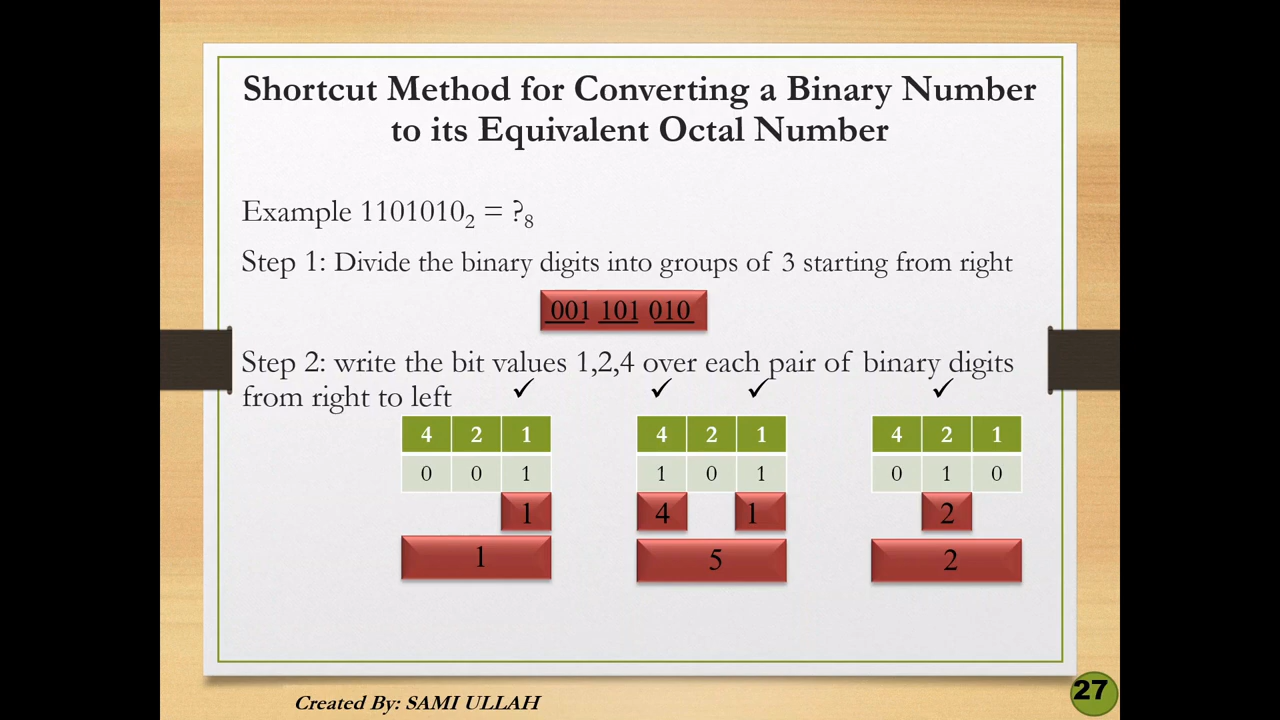 Shortcut Method for Converting a Binary Number
to its Equivalent Octal Number
Example 1101010₂ = ?₈
Step 1: Divide the binary digits into groups of 3 starting from right
001 101 010
Step 2: write the bit values 1,2,4 over each pair of binary digits
from right to left
✓ ✓ ✓ ✓
4 2 1 4 2 1 4 2 1
0 0 1 1 0 1 0 1 0
1 4 1 2
1 5 2
Created By: SAMI ULLAH
27